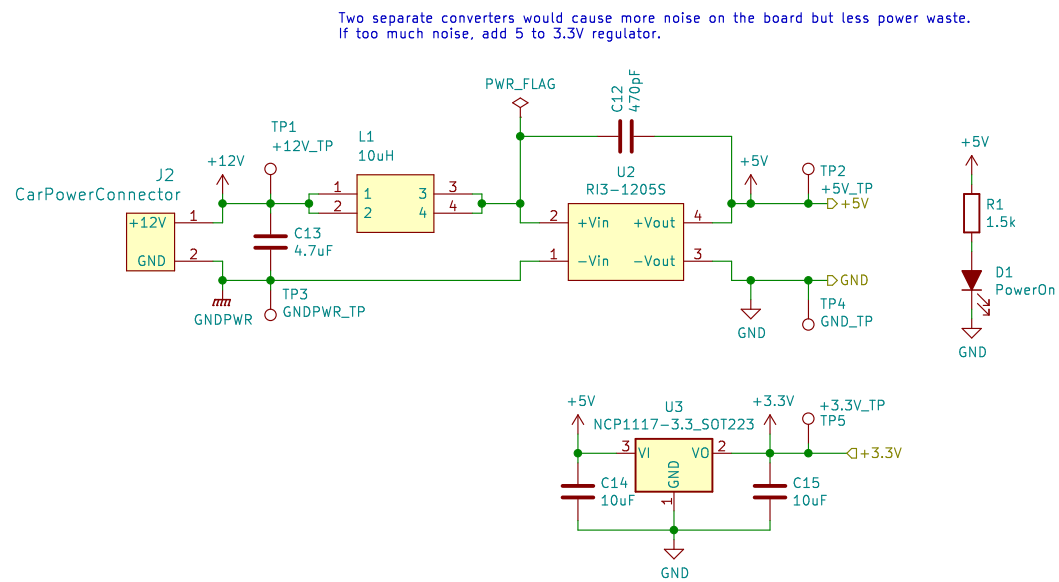 Two separate converters would cause more noise on the board but less power waste.
If too much noise, add 5 to 3.3V regulator.
PWR_FLAG
C12
470pF
TP1
+12V_TP
L1
10uH
J2
CarPowerConnector
+12V
1
2
1
2
3
4
3
4
+12V
GND
1
2
C13
4.7uF
GNDPWR
TP3
GNDPWR_TP
U2
RI3-1205S
2
1
+Vin
-Vin
+Vout
-Vout
4
3
+5V
TP2
+5V_TP
+5V
GND
GND
TP4
GND_TP
+5V
R1
1.5k
D1
PowerOn
GND
+5V
U3
NCP1117-3.3_SOT223
3
VI
VO
2
GND
1
+3.3V
+3.3V_TP
TP5
+3.3V
C14
10uF
C15
10uF
GND